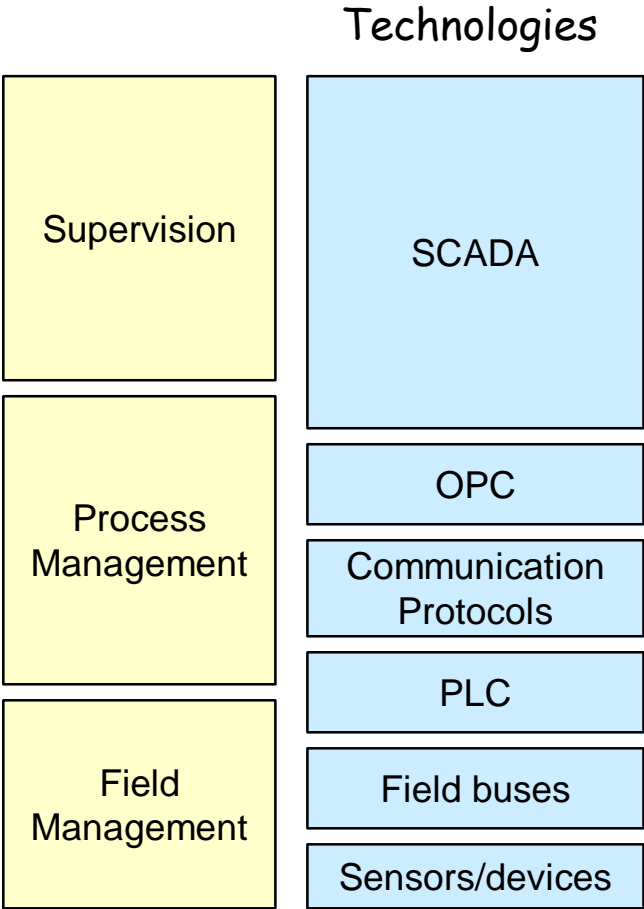 Technologies
Supervision
SCADA
Process
Management
OPC
Communication
Protocols
PLC
Field
Management
Field buses
Sensors/devices